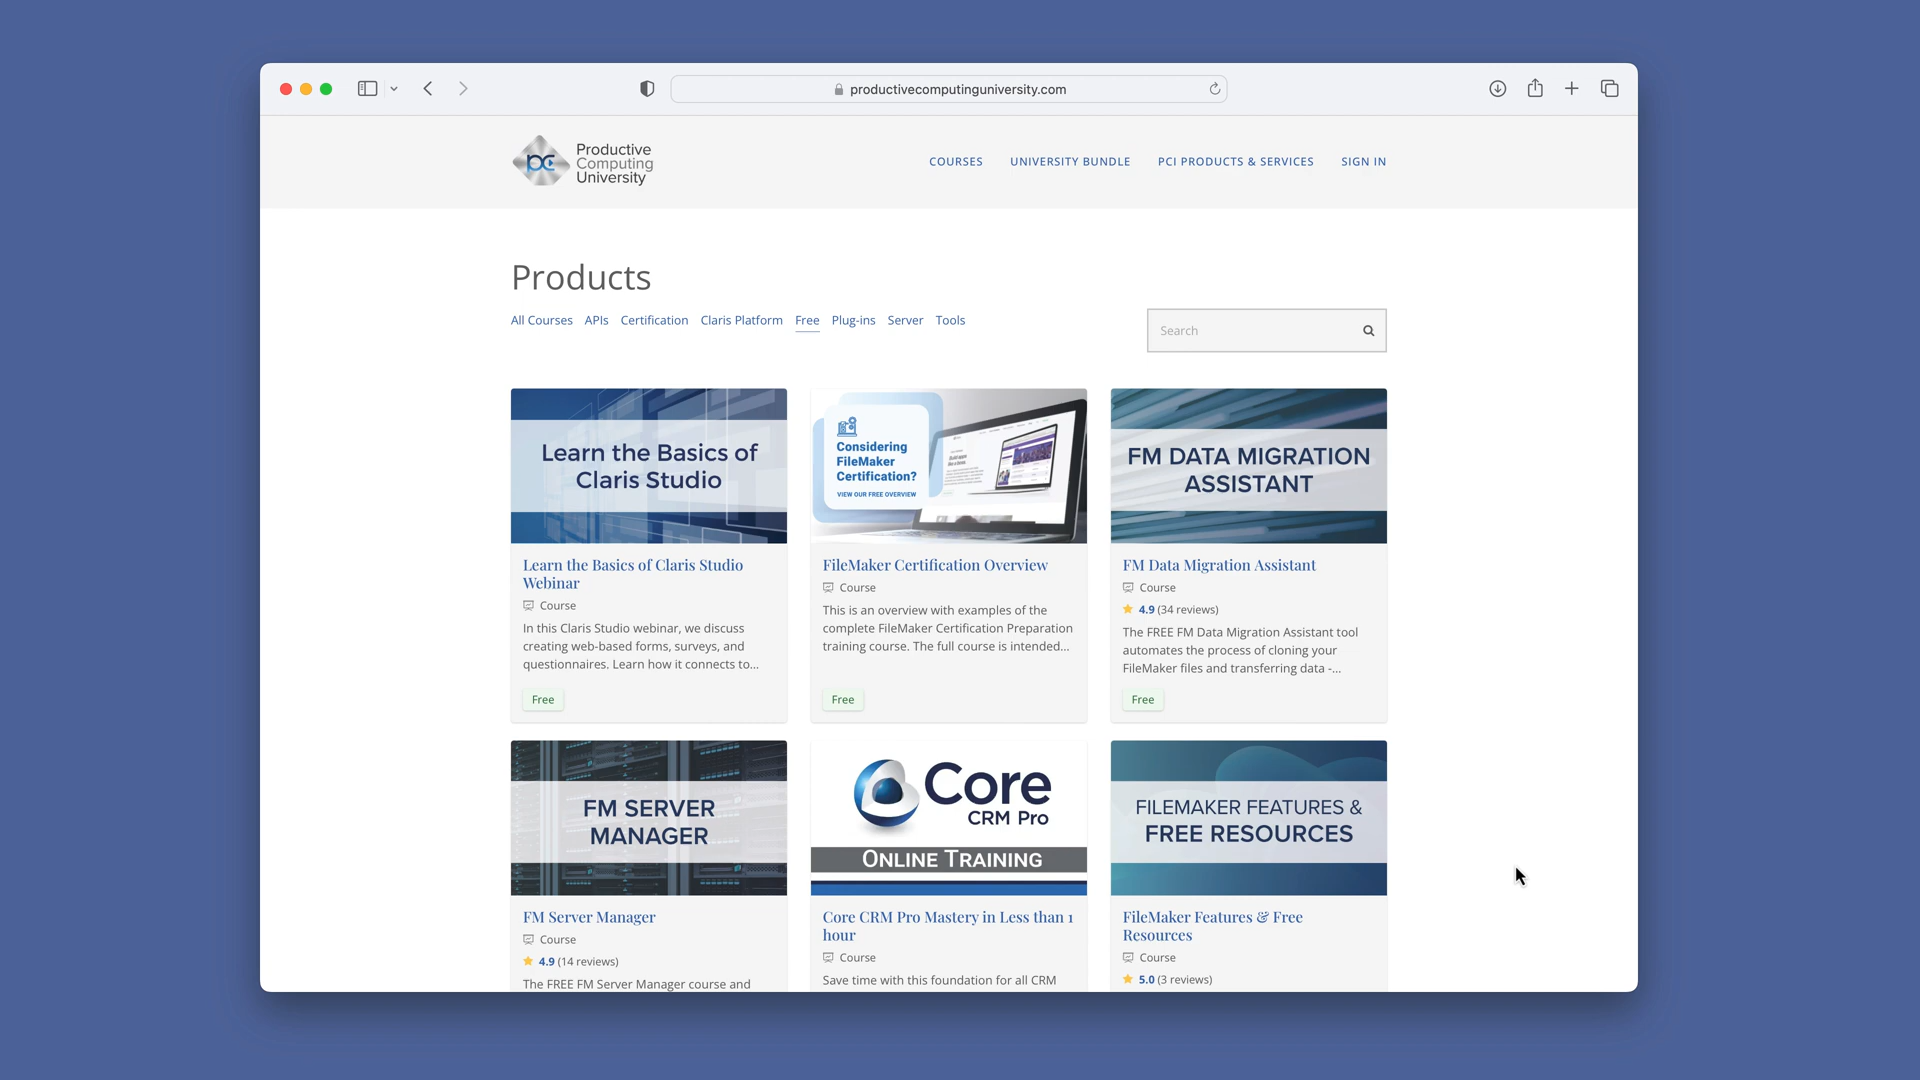 productivecomputinguniversity.com
pc
Productive
Computing
University
COURSES
UNIVERSITY BUNDLE
PCI PRODUCTS & SERVICES
SIGN IN
Products
All Courses
APIs
Certification
Claris Platform
Free
Plug-ins
Server
Tools
Search
Learn the Basics of
Claris Studio
Learn the Basics of Claris Studio
Webinar
Course
In this Claris Studio webinar, we discuss
creating web-based forms, surveys, and
questionnaires. Learn how it connects to...
Free
Considering
FileMaker
Certification?
VIEW OUR FREE OVERVIEW
FileMaker Certification Overview
Course
This is an overview with examples of the
complete FileMaker Certification Preparation
training course. The full course is intended...
Free
FM DATA MIGRATION
ASSISTANT
FM Data Migration Assistant
Course
4.9 (34 reviews)
The FREE FM Data Migration Assistant tool
automates the process of cloning your
FileMaker files and transferring data -...
Free
FM SERVER
MANAGER
FM Server Manager
Course
4.9 (14 reviews)
The FREE FM Server Manager course and
Core
CRM Pro
ONLINE TRAINING
Core CRM Pro Mastery in Less than 1
hour
Course
Save time with this foundation for all CRM
FILEMAKER FEATURES &
FREE RESOURCES
FileMaker Features & Free
Resources
Course
5.0 (3 reviews)